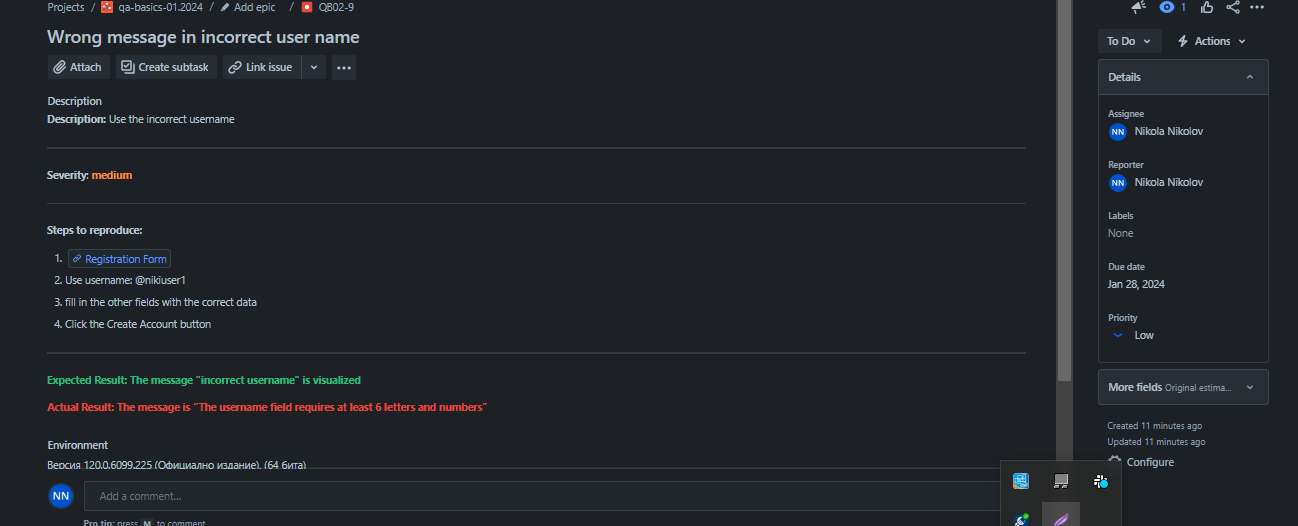 Projects / qa-basics-01.2024 / Add epic / QB02-9
1
Wrong message in incorrect user name
To Do Actions
Attach Create subtask Link issue
Details
Description
Description: Use the incorrect username
Assignee
NN Nikola Nikolov
Severity: medium
Reporter
NN Nikola Nikolov
Labels
None
Steps to reproduce:
1. Registration Form
2. Use username: @nikiuser1
3. fill in the other fields with the correct data
4. Click the Create Account button
Due date
Jan 28, 2024
Priority
Low
Expected Result: The message "incorrect username" is visualized
Actual Result: The message is "The username field requires at least 6 letters and numbers"
More fields Original estima...
Created 11 minutes ago
Updated 11 minutes ago
Configure
Environment
Версия 120.0.6099.225 (Официално издание), (64 бита)
NN Add a comment...
Pro tip: press M to comment